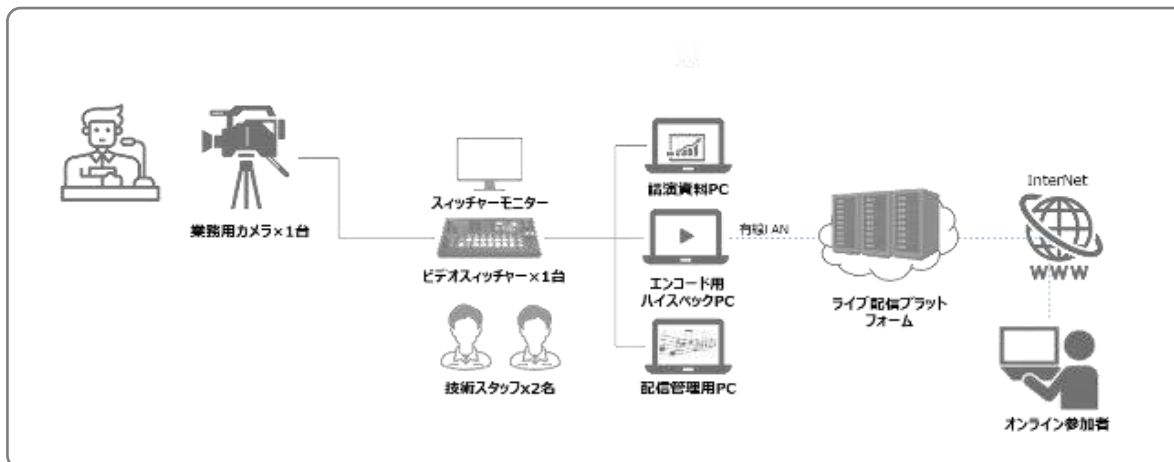 業務用カメラ×1台
スイッチャーモニター
ビデオスイッチャー×1台
技術スタッフx2名
講演資料PC
エンコード用
ハイスペックPC
配信管理用PC
有線LAN
ライブ配信プラット
フォーム
InterNet
WWW
オンライン参加者